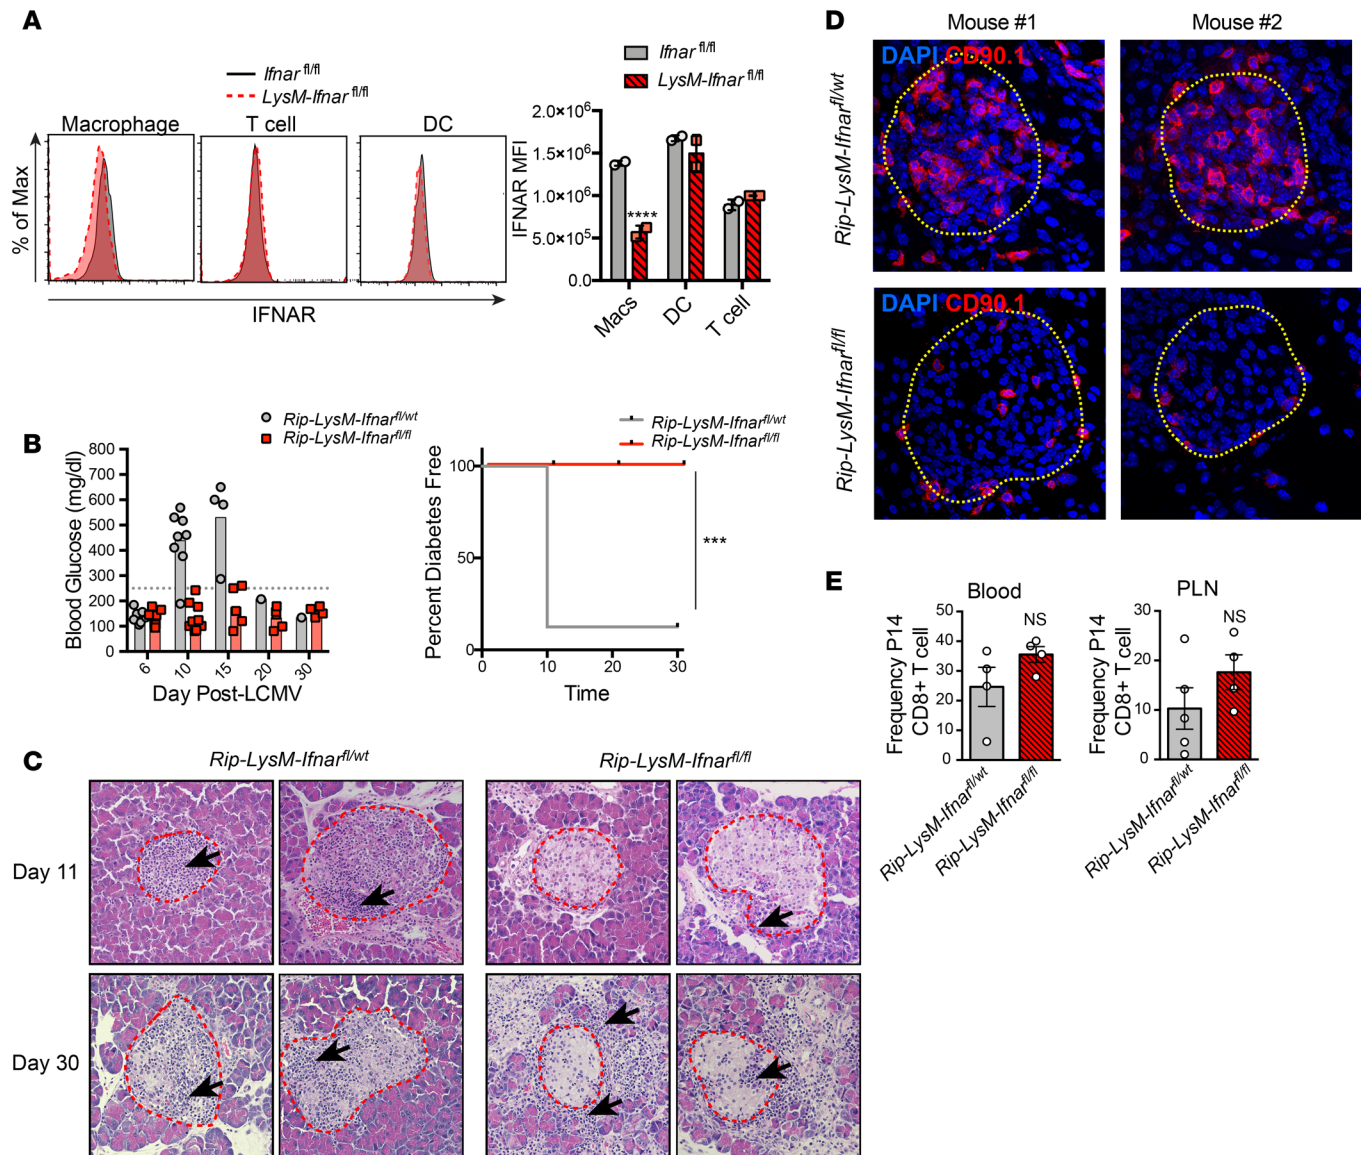 A
Ifnar fl/fl
LysM-Ifnar fl/fl
Macrophage
T cell
DC
% of Max
IFNAR
Ifnar fl/fl
LysM-Ifnar fl/fl
IFNAR MFI
2.0×10⁶
1.5×10⁶
1.0×10⁶
5.0×10⁵
0.0
****
Macs
DC
T cell
B
Rip-LysM-Ifnar fl/wt
Rip-LysM-Ifnar fl/fl
Blood Glucose (mg/dl)
800
700
600
500
400
300
200
100
0
6
10
15
20
30
Day Post-LCMV
Rip-LysM-Ifnar fl/wt
Rip-LysM-Ifnar fl/fl
Percent Diabetes Free
100
50
0
0
10
20
30
Time
***
C
Rip-LysM-Ifnar fl/wt
Rip-LysM-Ifnar fl/fl
Day 11
Day 30
D
Mouse #1
Mouse #2
Rip-LysM-Ifnar fl/wt
DAPI CD90.1
Rip-LysM-Ifnar fl/fl
DAPI CD90.1
E
Blood
Frequency P14
CD8+ T cell
50
40
30
20
10
0
NS
Rip-LysM-Ifnar fl/wt
Rip-LysM-Ifnar fl/fl
PLN
Frequency P14
CD8+ T cell
30
20
10
0
NS
Rip-LysM-Ifnar fl/wt
Rip-LysM-Ifnar fl/fl